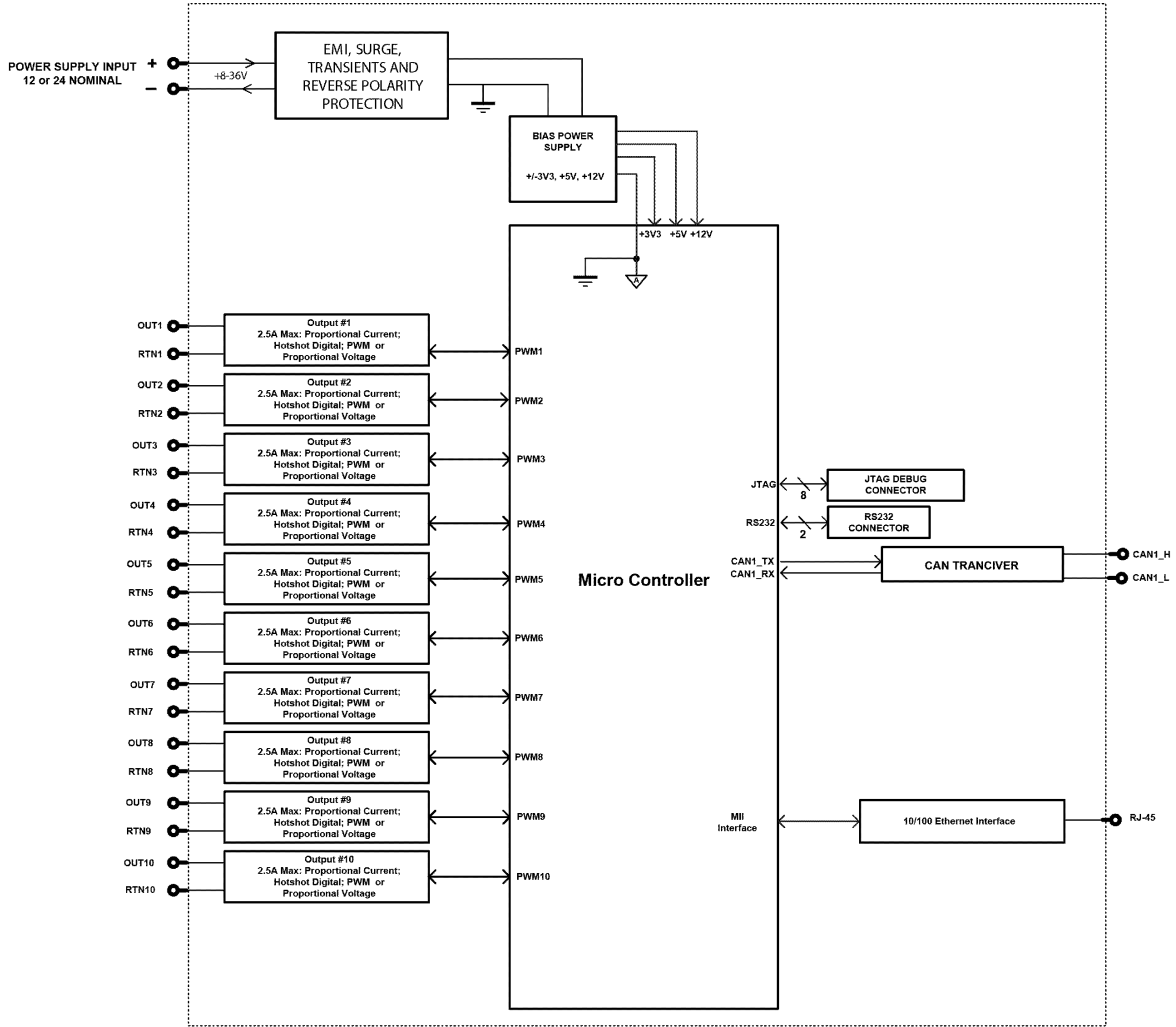 POWER SUPPLY INPUT
12 or 24 NOMINAL
+
−
+8-36V
EMI, SURGE,
TRANSIENTS AND
REVERSE POLARITY
PROTECTION
BIAS POWER
SUPPLY
+/-3V3, +5V, +12V
+3V3 +5V +12V
A
OUT1
RTN1
Output #1
2.5A Max: Proportional Current;
Hotshot Digital; PWM or
Proportional Voltage
PWM1
OUT2
RTN2
Output #2
2.5A Max: Proportional Current;
Hotshot Digital; PWM or
Proportional Voltage
PWM2
OUT3
RTN3
Output #3
2.5A Max: Proportional Current;
Hotshot Digital; PWM or
Proportional Voltage
PWM3
OUT4
RTN4
Output #4
2.5A Max: Proportional Current;
Hotshot Digital; PWM or
Proportional Voltage
PWM4
OUT5
RTN5
Output #5
2.5A Max: Proportional Current;
Hotshot Digital; PWM or
Proportional Voltage
PWM5
OUT6
RTN6
Output #6
2.5A Max: Proportional Current;
Hotshot Digital; PWM or
Proportional Voltage
PWM6
OUT7
RTN7
Output #7
2.5A Max: Proportional Current;
Hotshot Digital; PWM or
Proportional Voltage
PWM7
OUT8
RTN8
Output #8
2.5A Max: Proportional Current;
Hotshot Digital; PWM or
Proportional Voltage
PWM8
OUT9
RTN9
Output #9
2.5A Max: Proportional Current;
Hotshot Digital; PWM or
Proportional Voltage
PWM9
OUT10
RTN10
Output #10
2.5A Max: Proportional Current;
Hotshot Digital; PWM or
Proportional Voltage
PWM10
Micro Controller
JTAG
8
JTAG DEBUG
CONNECTOR
RS232
2
RS232
CONNECTOR
CAN1_TX
CAN1_RX
CAN TRANCIVER
CAN1_H
CAN1_L
MII
Interface
10/100 Ethernet Interface
RJ-45